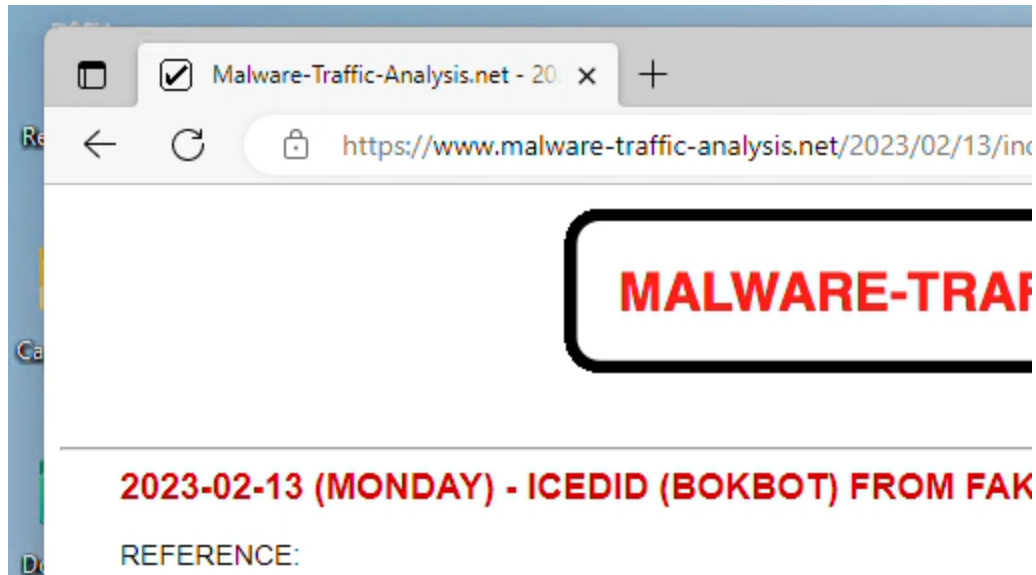 Malware-Traffic-Analysis.net - 20
https://www.malware-traffic-analysis.net/2023/02/13/in
MALWARE-TRAF
2023-02-13 (MONDAY) - ICEDID (BOKBOT) FROM FAK
REFERENCE: